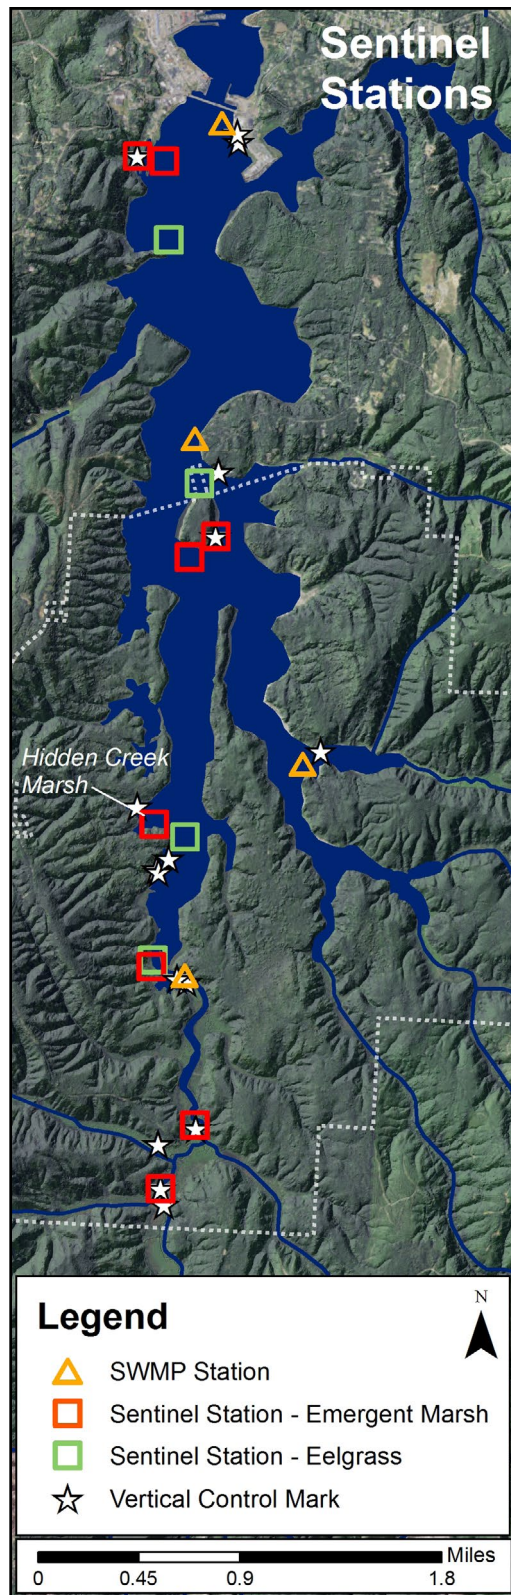 Sentinel
Stations
Hidden Creek
Marsh
N
Legend
SWMP Station
Sentinel Station - Emergent Marsh
Sentinel Station - Eelgrass
Vertical Control Mark
Miles
0 0.45 0.9 1.8